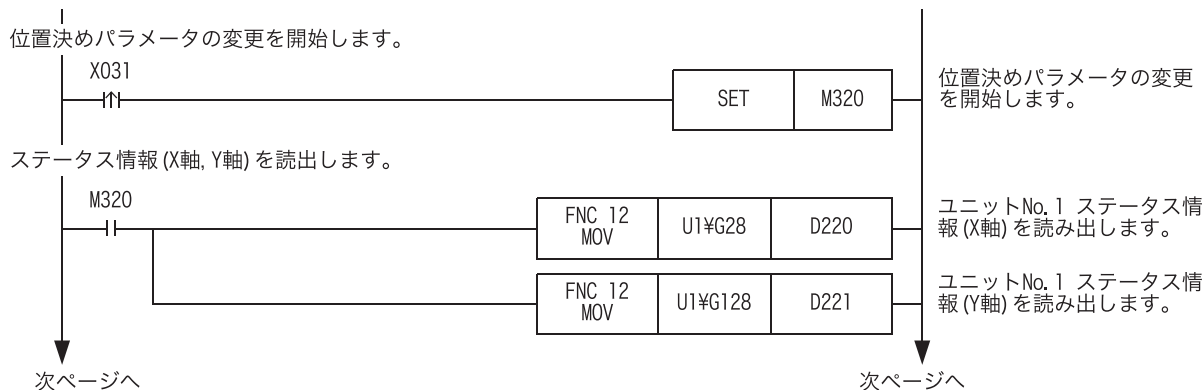 位置決めパラメータの変更を開始します。
X031
SET
M320
位置決めパラメータの変更
を開始します。
ステータス情報(X軸, Y軸)を読出します。
M320
FNC 12
MOV
U1¥G28
D220
ユニットNo.1 ステータス情
報(X軸)を読み出します。
FNC 12
MOV
U1¥G128
D221
ユニットNo.1 ステータス情
報(Y軸)を読み出します。
次ページへ
次ページへ